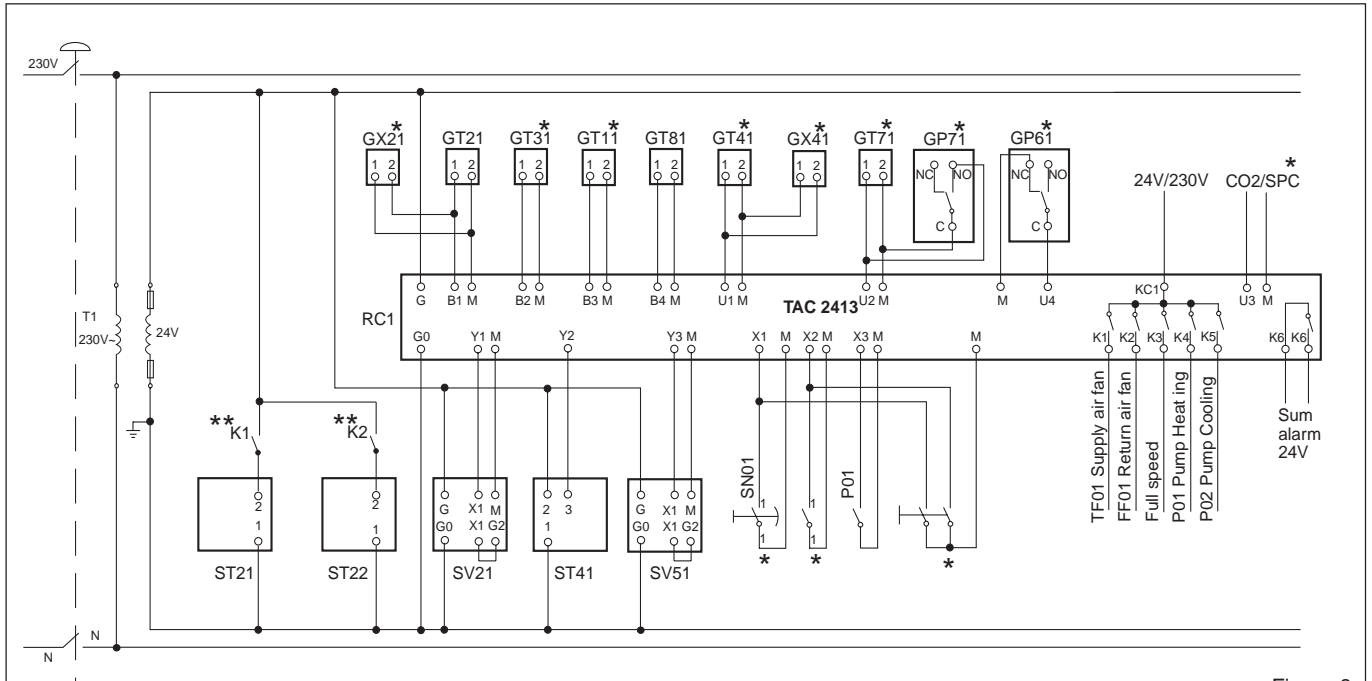 230V
GX21 * GT21 GT31 * GT11 * GT81 GT41 * GX41 * GT71 * GP71 * GP61 *
1 2 1 2 1 2 1 2 1 2 1 2 1 2 1 2 NC NO NC NO
C C
24V/230V CO2/SPC *
G B1 M B2 M B3 M B4 M U1 M U2 M M U4 KC1 U3 M
TAC 2413
RC1
G0 Y1 M Y2 Y3 M X1 M X2 M X3 M M K1 K2 K3 K4 K5 K6 K6
T1
230V~
24V
** K1
** K2
2
1
ST21
2
1
ST22
G X1 M
G0 X1 G2
SV21
2 3
1
ST41
G X1 M
G0 X1 G2
SV51
SN01
1
1
*
1
1
*
P01
*
TF01 Supply air fan
FF01 Return air fan
Full speed
P01 Pump Heat ing
P02 Pump Cooling
Sum
alarm
24V
N
N